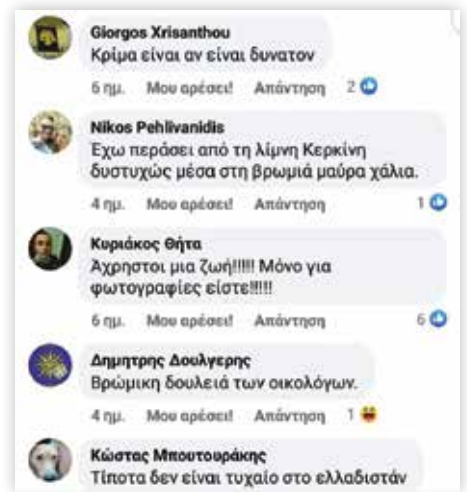 Giorgos Xrisanthou
Κρίμα είναι αν είναι δυνατον
6 ημ. Μου αρέσει! Απάντηση 2
Nikos Pehlivanidis
Έχω περάσει από τη λίμνη Κερκίνη
δυστυχώς μέσα στη βρωμιά μαύρα χάλια.
4 ημ. Μου αρέσει! Απάντηση 1
Κυριάκος Θήτα
Άχρηστοι μια ζωή!!!!! Μόνο για
φωτογραφίες είστε!!!!!
6 ημ. Μου αρέσει! Απάντηση 6
Δημητρης Δουλγερης
Βρώμικη δουλειά των οικολόγων.
4 ημ. Μου αρέσει! Απάντηση 1
Κώστας Μπουτουράκης
Τίποτα δεν είναι τυχαίο στο ελλαδιστάν